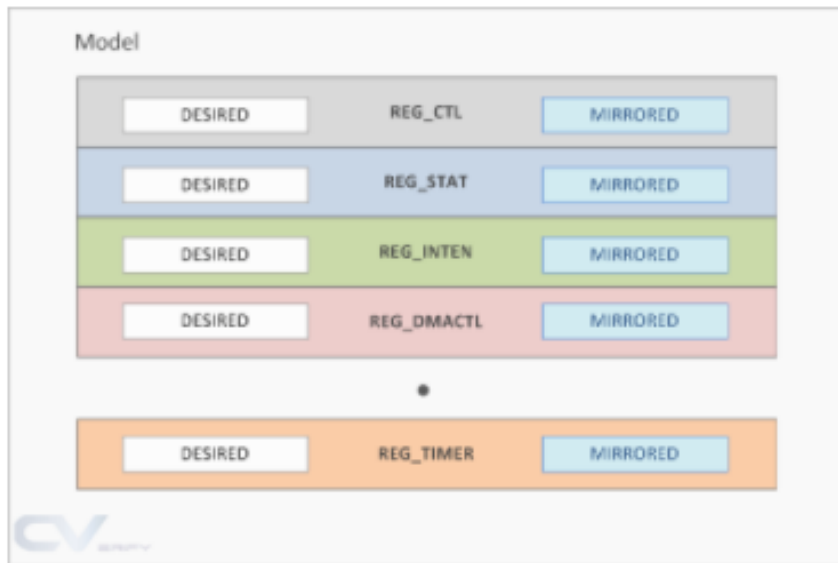 Model
DESIRED REG_CTL MIRRORED
DESIRED REG_STAT MIRRORED
DESIRED REG_INTEN MIRRORED
DESIRED REG_DMACTL MIRRORED
DESIRED REG_TIMER MIRRORED
CV